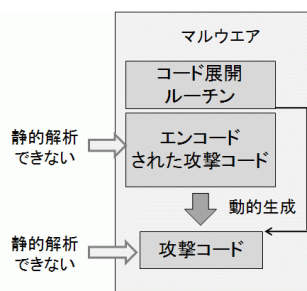 マルウエア
コード展開
ルーチン
静的解析
できない
エンコード
された攻撃コード
動的生成
静的解析
できない
攻撃コード